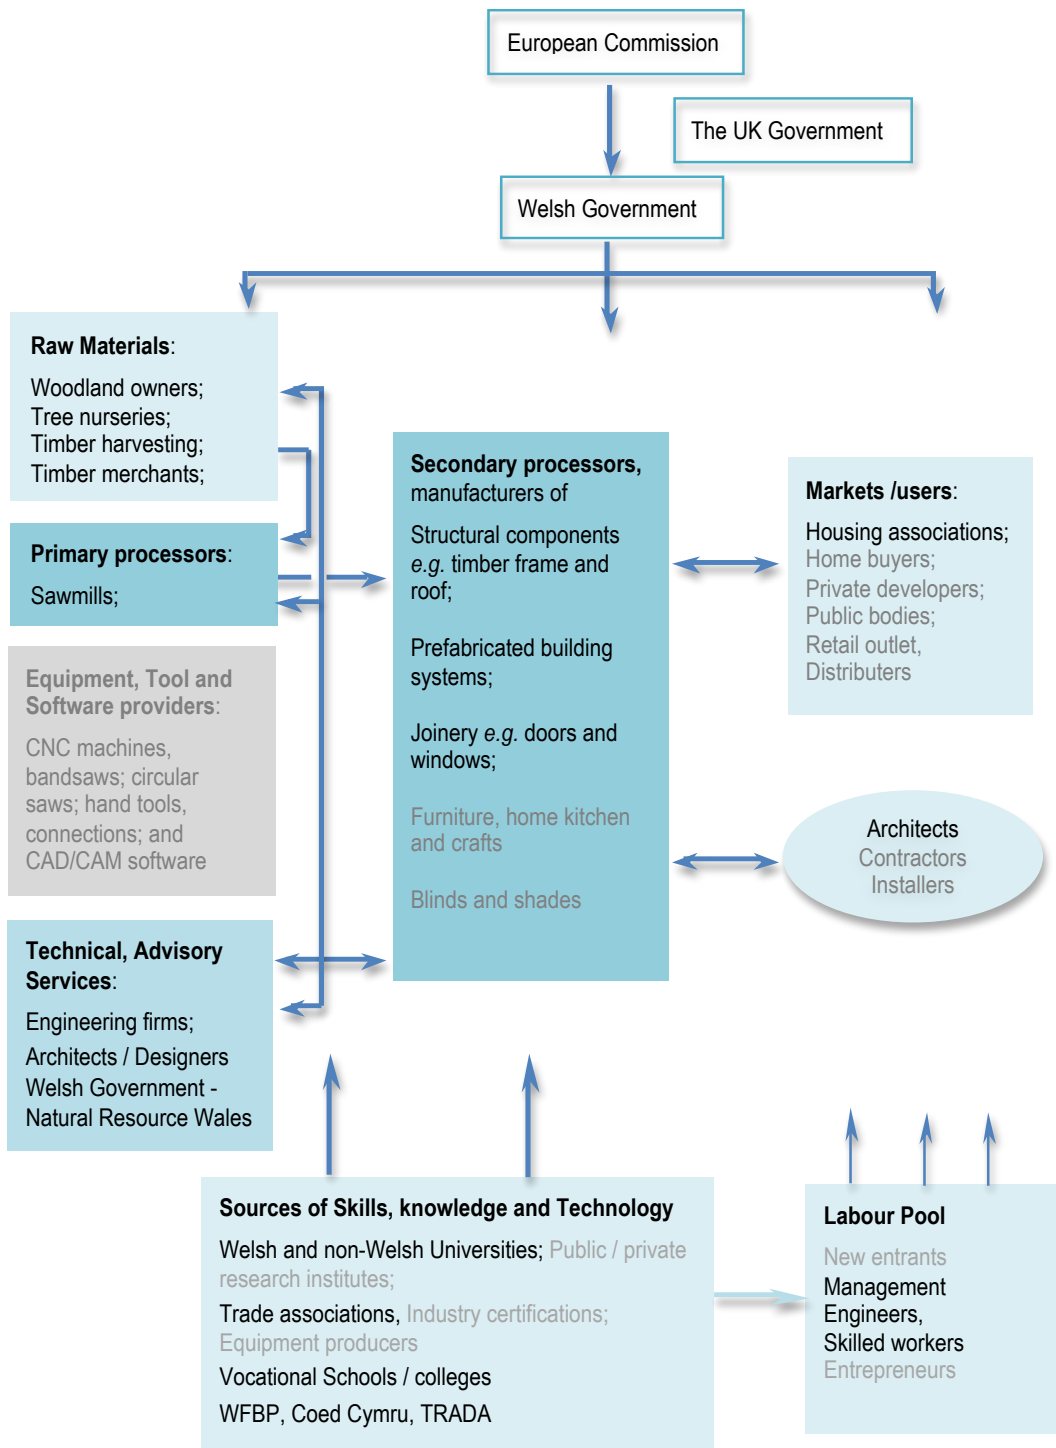 European Commission
The UK Government
Welsh Government
Raw Materials:
Woodland owners;
Tree nurseries;
Timber harvesting;
Timber merchants;
Primary processors:
Sawmills;
Equipment, Tool and
Software providers:
CNC machines,
bandsaws; circular
saws; hand tools,
connections; and
CAD/CAM software
Technical, Advisory
Services:
Engineering firms;
Architects / Designers
Welsh Government -
Natural Resource Wales
Secondary processors,
manufacturers of
Structural components
e.g. timber frame and
roof;
Prefabricated building
systems;
Joinery e.g. doors and
windows;
Furniture, home kitchen
and crafts
Blinds and shades
Markets /users:
Housing associations;
Home buyers;
Private developers;
Public bodies;
Retail outlet,
Distributers
Architects
Contractors
Installers
Sources of Skills, knowledge and Technology
Welsh and non-Welsh Universities; Public / private
research institutes;
Trade associations, Industry certifications;
Equipment producers
Vocational Schools / colleges
WFBP, Coed Cymru, TRADA
Labour Pool
New entrants
Management
Engineers,
Skilled workers
Entrepreneurs